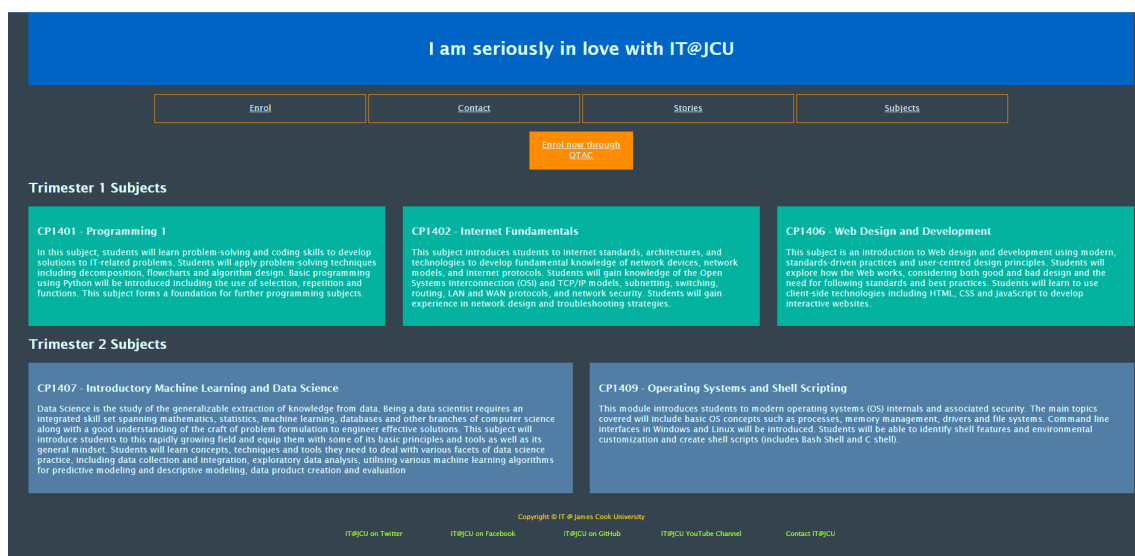 I am seriously in love with IT@JCU
Enrol
Contact
Stories
Subjects
Enrol now through
QTAC
Trimester 1 Subjects
CP1401 - Programming 1
In this subject, students will learn problem-solving and coding skills to develop
solutions to IT-related problems. Students will apply problem-solving techniques
including decomposition, flowcharts and algorithm design. Basic programming
using Python will be introduced including the use of selection, repetition and
functions. This subject forms a foundation for further programming subjects.
CP1402 - Internet Fundamentals
This subject introduces students to Internet standards, architectures, and
technologies to develop fundamental knowledge of network devices, network
models, and Internet protocols. Students will gain knowledge of the Open
Systems Interconnection (OSI) and TCP/IP models, subnetting, switching,
routing, LAN and WAN protocols, and network security. Students will gain
experience in network design and troubleshooting strategies.
CP1406 - Web Design and Development
This subject is an introduction to Web design and development using modern,
standards driven practices and user-centred design principles. Students will
explore how the Web works, considering both good and bad design and the
need for following standards and best practices. Students will learn to use
client-side technologies including HTML, CSS and JavaScript to develop
interactive websites.
Trimester 2 Subjects
CP1407 - Introductory Machine Learning and Data Science
Data Science is the study of the generalizable extraction of knowledge from data. Being a data scientist requires an
integrated skill set spanning mathematics, statistics, machine learning, databases and other branches of computer science
along with a good understanding of the craft of problem formulation to engineer effective solutions. This subject will
introduce students to this rapidly growing field and equip them with some of its basic principles and tools as well as its
general mindset. Students will learn concepts, techniques and tools they need to deal with various facets of data science
practice, including data collection and integration, exploratory data analysis, utilising various machine learning algorithms
for predictive modeling and descriptive modeling, data product creation and evaluation
CP1409 - Operating Systems and Shell Scripting
This module introduces students to modern operating systems (OS) internals and associated security. The main topics
covered will include basic OS concepts such as processes, memory management, drivers and file systems. Command line
interfaces in Windows and Linux will be introduced. Students will be able to identify shell features and environmental
customization and create shell scripts (includes Bash Shell and C shell).
Copyright © IT @ James Cook University
IT@JCU on Twitter
IT@JCU on Facebook
IT@JCU on GitHub
IT@JCU YouTube Channel
Contact IT@JCU